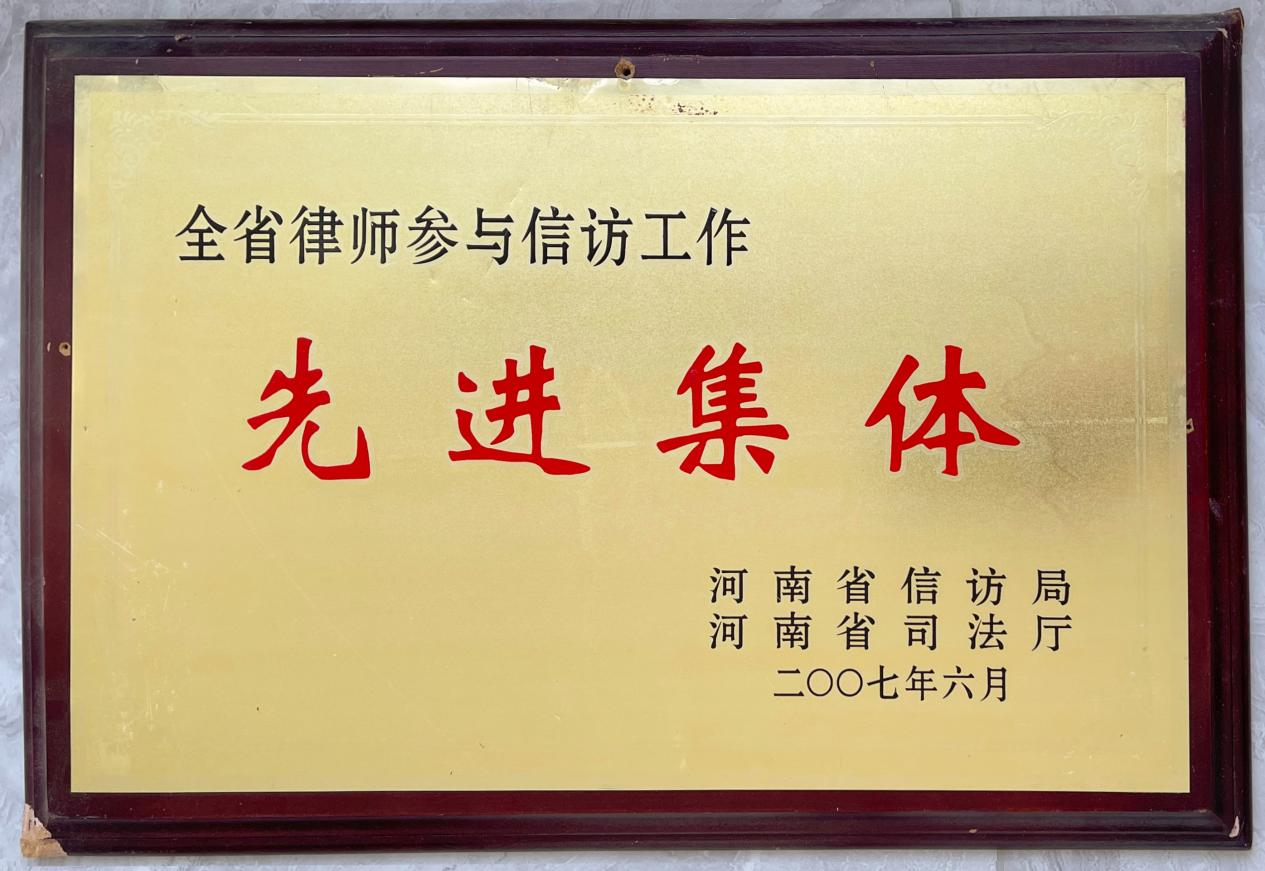 全省律师参与信访工作
先进集体
河南省信访局
河南省司法厅
二〇〇七年六月